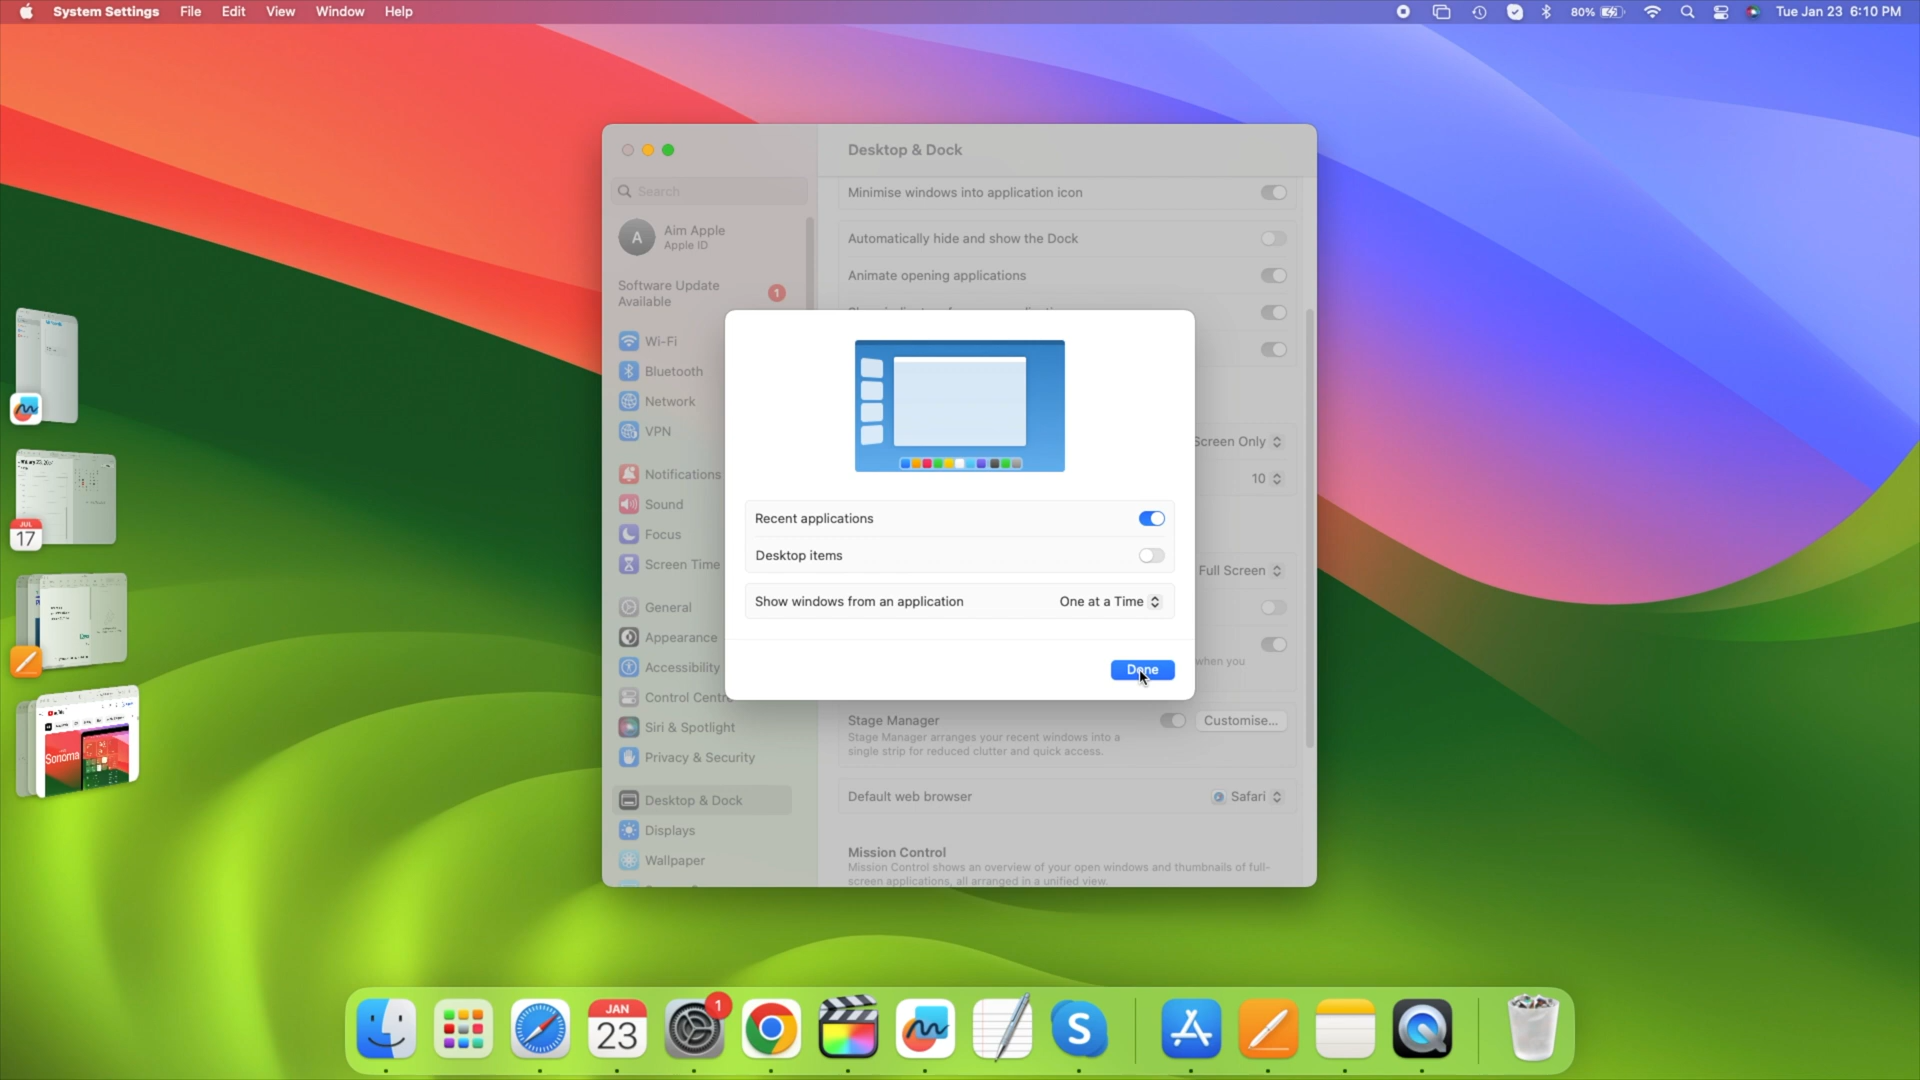 System Settings File Edit View Window Help
80%
Tue Jan 23 6:10 PM
Desktop & Dock
Search
Minimise windows into application icon
A
Aim Apple
Apple ID
Automatically hide and show the Dock
Animate opening applications
Software Update
Available
1
Wi-Fi
Bluetooth
Network
VPN
Notifications
Sound
Focus
Screen Time
General
Appearance
Accessibility
Control Centre
Siri & Spotlight
Privacy & Security
Desktop & Dock
Displays
Wallpaper
Screen Only
10
Full Screen
when you
Recent applications
Desktop items
Show windows from an application One at a Time
Done
Stage Manager Customise...
Stage Manager arranges your recent windows into a
single strip for reduced clutter and quick access.
Default web browser Safari
Mission Control
Mission Control shows an overview of your open windows and thumbnails of full-
screen applications, all arranged in a unified view.
JUL
17
Sonoma
JAN
23
1
S